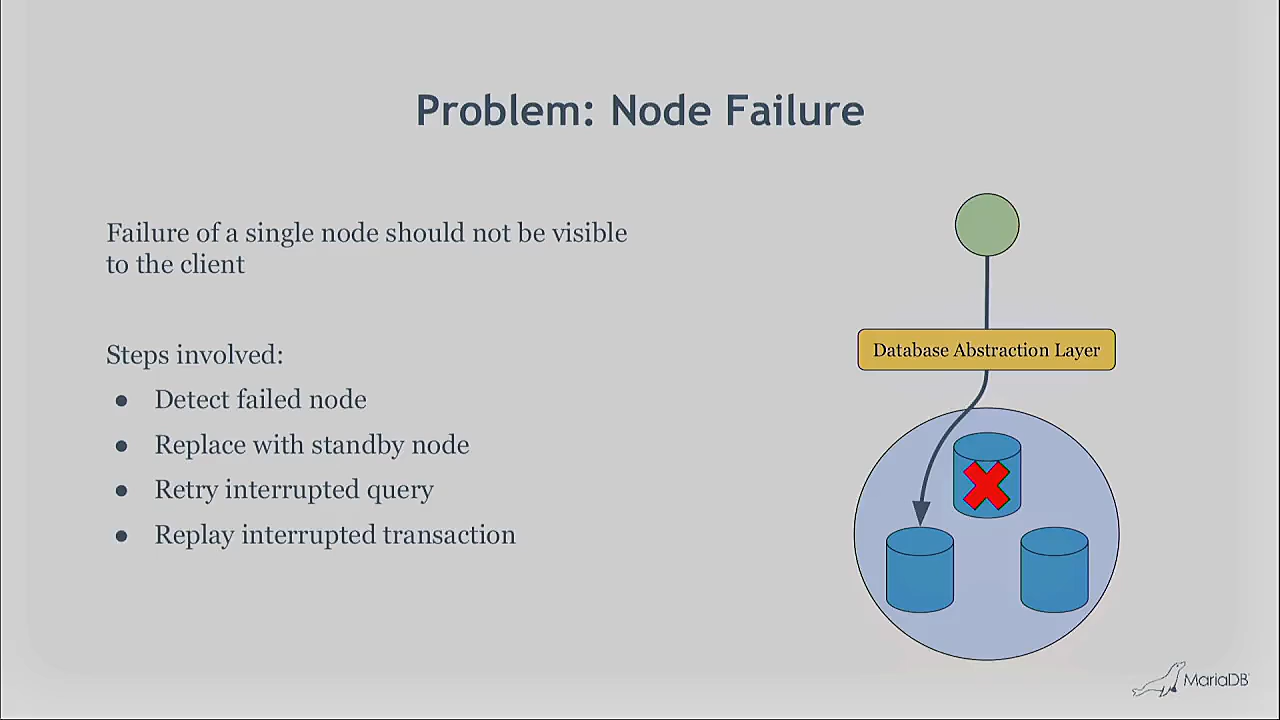 Problem: Node Failure
Failure of a single node should not be visible
to the client
Steps involved:
● Detect failed node
● Replace with standby node
● Retry interrupted query
● Replay interrupted transaction
Database Abstraction Layer
MariaDB